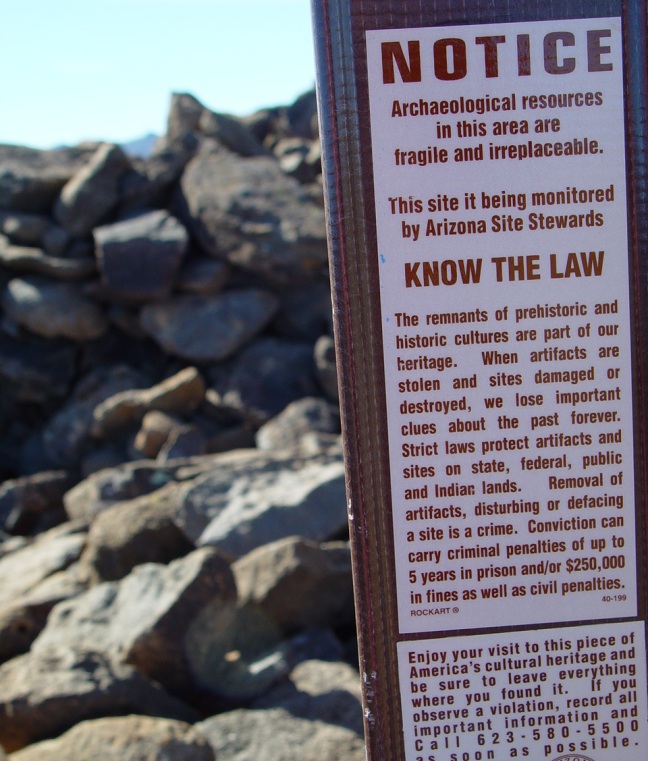 NOTICE
Archaeological resources
in this area are
fragile and irreplaceable.
This site it being monitored
by Arizona Site Stewards
KNOW THE LAW
The remnants of prehistoric and
historic cultures are part of our
heritage. When artifacts are
stolen and sites damaged or
destroyed, we lose important
clues about the past forever.
Strict laws protect artifacts and
sites on state, federal, public
and Indian lands. Removal of
artifacts, disturbing or defacing
a site is a crime. Conviction can
carry criminal penalties of up to
5 years in prison and/or $250,000
in fines as well as civil penalties.
ROCKART ® 40-199
Enjoy your visit to this piece of
America's cultural heritage and
be sure to leave everything
where you found it. If you
observe a violation, record all
important information and
Call 623-580-5500
as soon as possible.